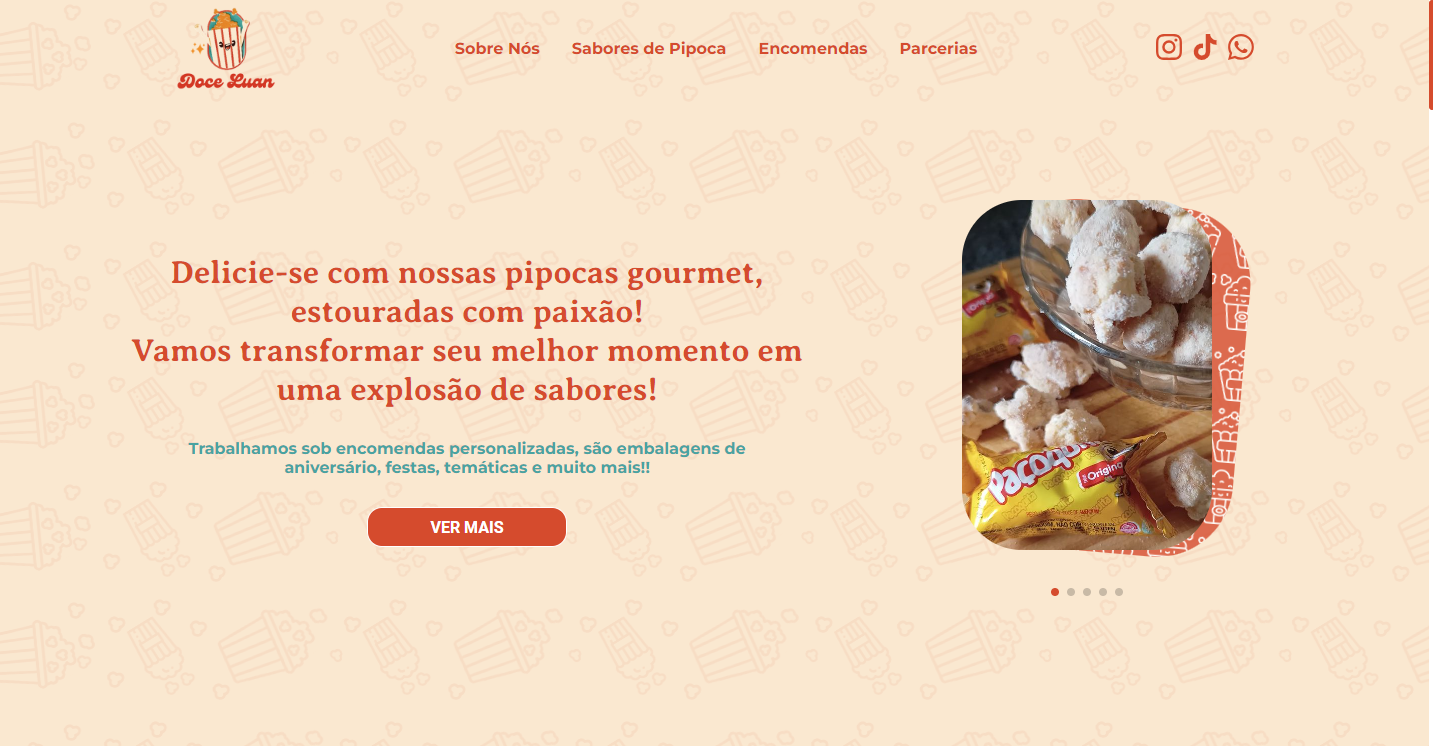 Doce Luan
Sobre Nós
Sabores de Pipoca
Encomendas
Parcerias
Delicie-se com nossas pipocas gourmet,
estouradas com paixão!
Vamos transformar seu melhor momento em
uma explosão de sabores!
Trabalhamos sob encomendas personalizadas, são embalagens de
aniversário, festas, temáticas e muito mais!!
VER MAIS
Origina